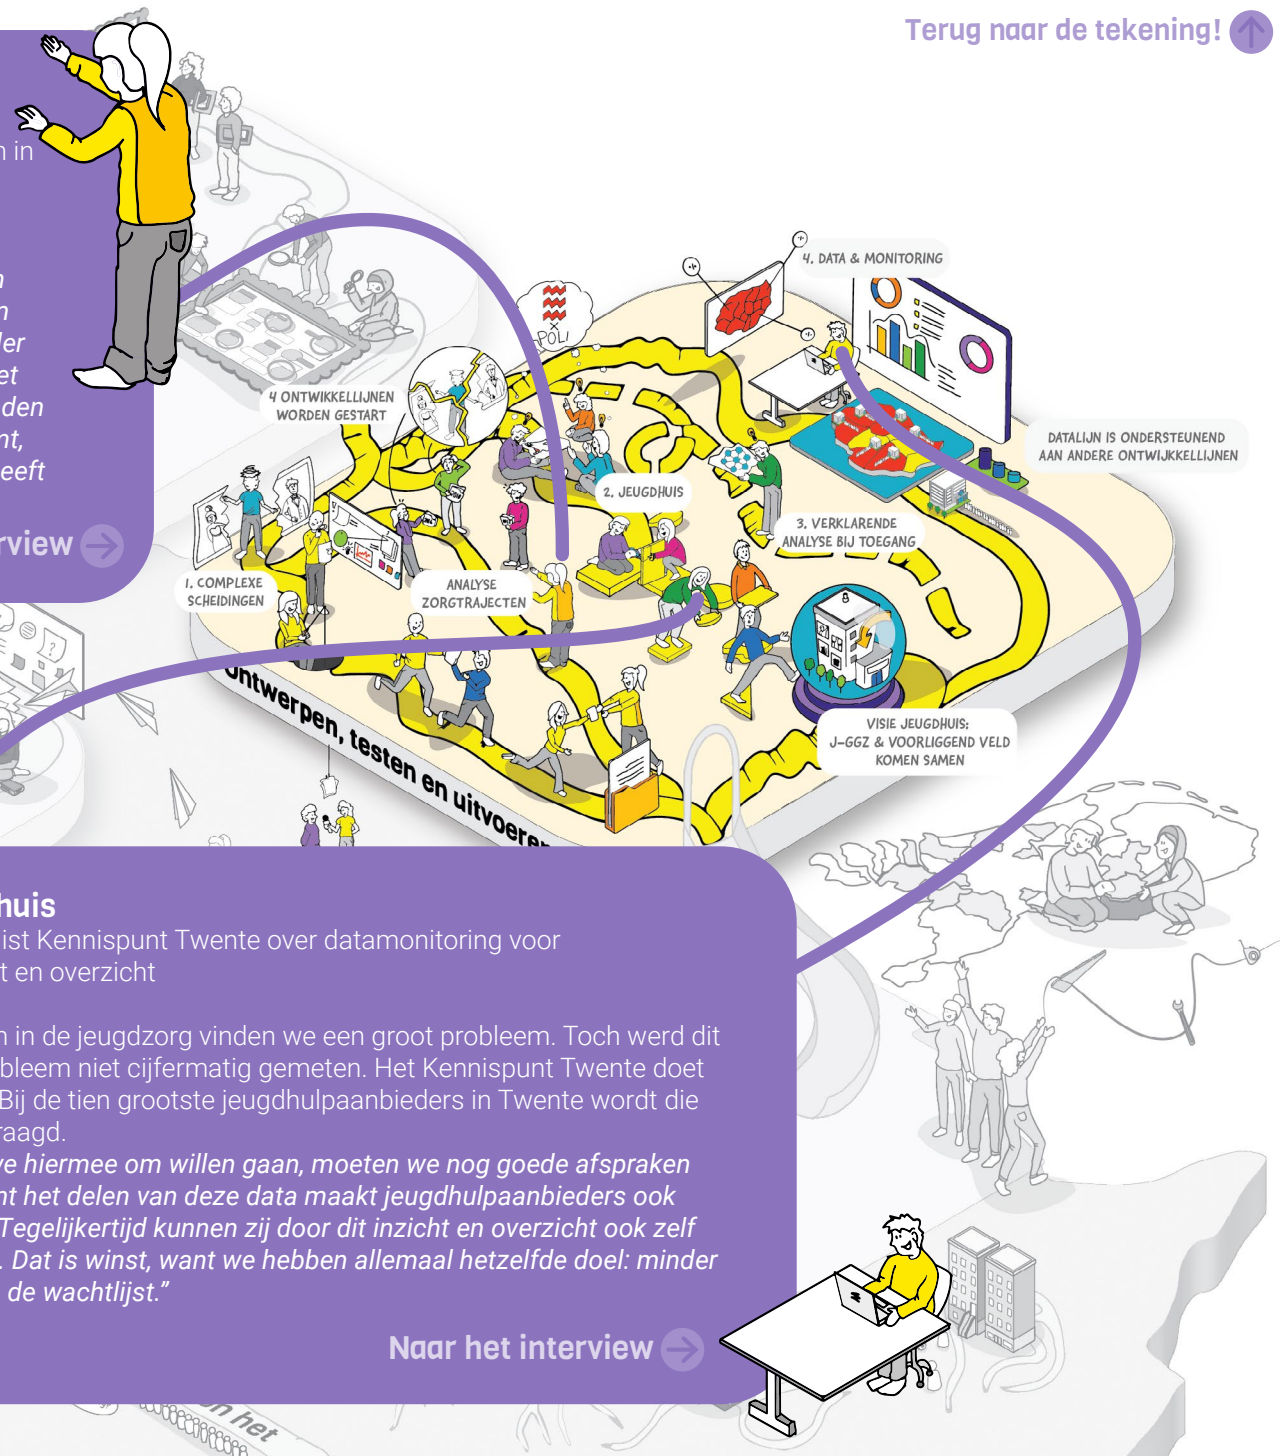 Terug naar de tekening!
n in
n
n
ler
et
den
nt,
eeft
rview
4. DATA & MONITORING
POLI
4 ONTWIKKELLIJNEN
WORDEN GESTART
DATALIJN IS ONDERSTEUNEND
AAN ANDERE ONTWIJKKELLIJNEN
2. JEUGDHUIS
3. VERKLARENDE
ANALYSE BIJ TOEGANG
1. COMPLEXE
SCHEIDINGEN
ANALYSE
ZORGTRAJECTEN
VISIE JEUGDHUIS:
J-GGZ & VOORLIGGEND VELD
KOMEN SAMEN
Ontwerpen, testen en uitvoeren
huis
ist Kennispunt Twente over datamonitoring voor
t en overzicht
n in de jeugdzorg vinden we een groot probleem. Toch werd dit
bleem niet cijfermatig gemeten. Het Kennispunt Twente doet
Bij de tien grootste jeugdhulpaanbieders in Twente wordt die
raagd.
ve hiermee om willen gaan, moeten we nog goede afspraken
nt het delen van deze data maakt jeugdhulpaanbieders ook
Tegelijkertijd kunnen zij door dit inzicht en overzicht ook zelf
. Dat is winst, want we hebben allemaal hetzelfde doel: minder
de wachtlijst.”
Naar het interview
on het